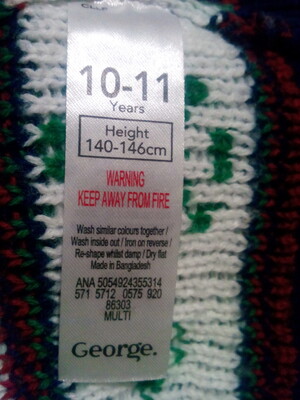 10-11
Years
Height
140-146cm
WARNING
KEEP AWAY FROM FIRE
Wash similar colours together /
Wash inside out / Iron on reverse /
Re-shape whilst damp / Dry flat
Made in Bangladesh
ANA 5054924355314
571 5712 0575 920
86303
MULTI
George.